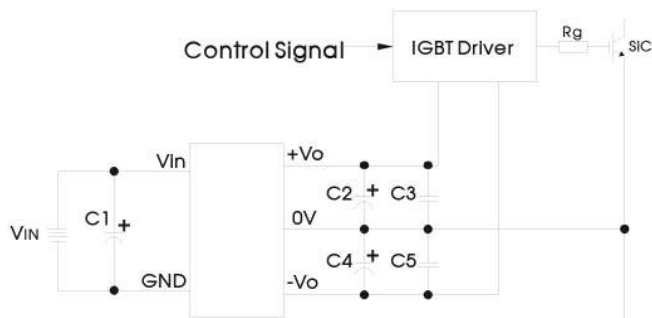 Control Signal
IGBT Driver
Rg
SIC
Vin
+Vo
C1
+
C2
+
C3
VIN
0V
C4
+
C5
GND
-Vo